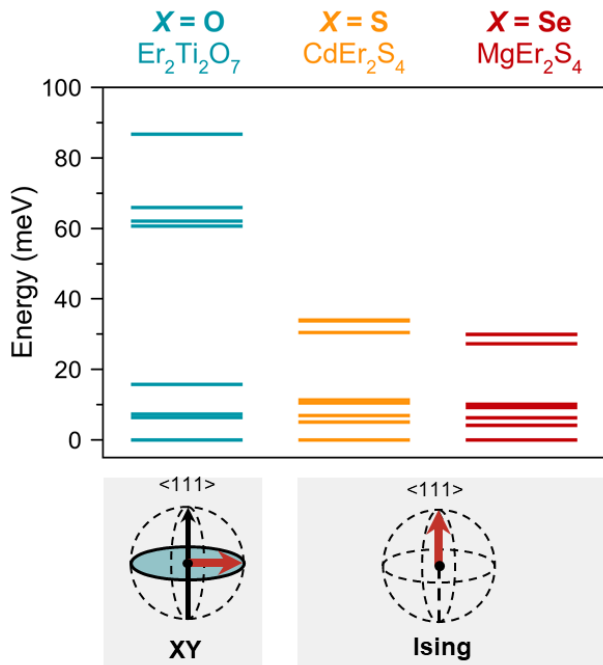 X = O X = S X = Se
Er₂Ti₂O₇ CdEr₂S₄ MgEr₂S₄
100
80
60
40
20
0
Energy (meV)
<111> <111>
XY Ising